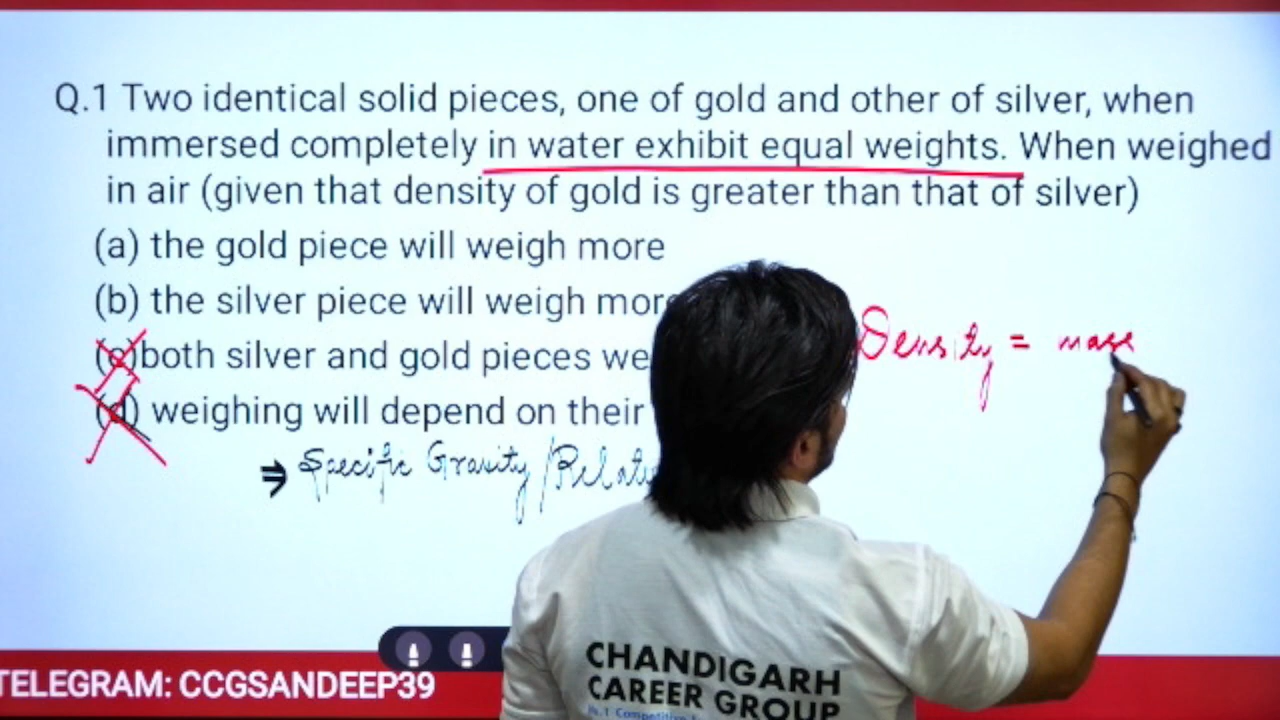 Q.1 Two identical solid pieces, one of gold and other of silver, when
immersed completely in water exhibit equal weights. When weighed
in air (given that density of gold is greater than that of silver)
(a) the gold piece will weigh more
(b) the silver piece will weigh mor
(c) both silver and gold pieces we
(d) weighing will depend on their
Density = mass
⇒ Specific Gravity/Relat
TELEGRAM: CCGSANDEEP39
CHANDIGARH
CAREER GROUP